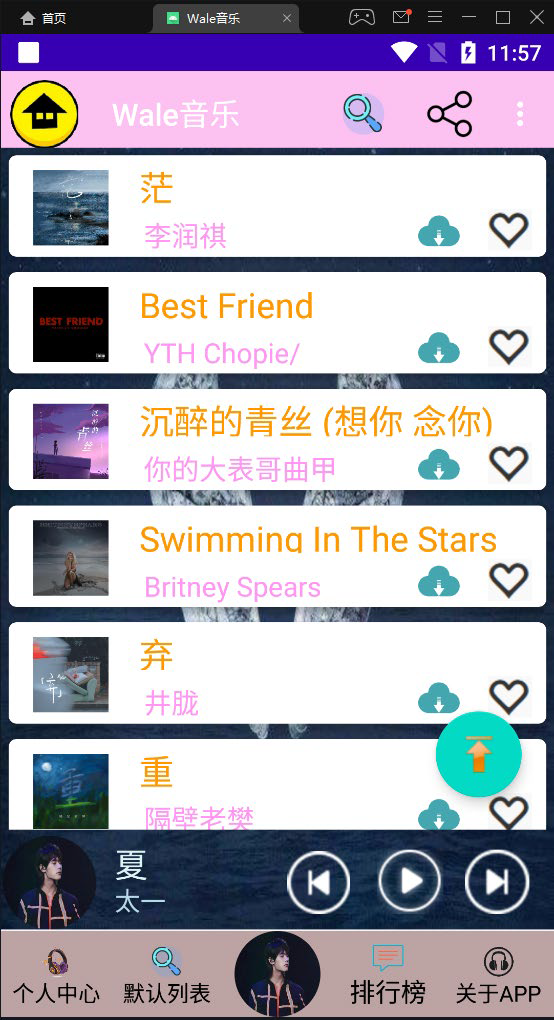 首页
Wale音乐
11:57
Wale音乐
茫
李润祺
Best Friend
YTH Chopie/
BEST FRIEND
沉醉的青丝 (想你 念你)
你的大表哥曲甲
Swimming In The Stars
Britney Spears
弃
井胧
重
隔壁老樊
夏
太一
个人中心
默认列表
排行榜
关于APP